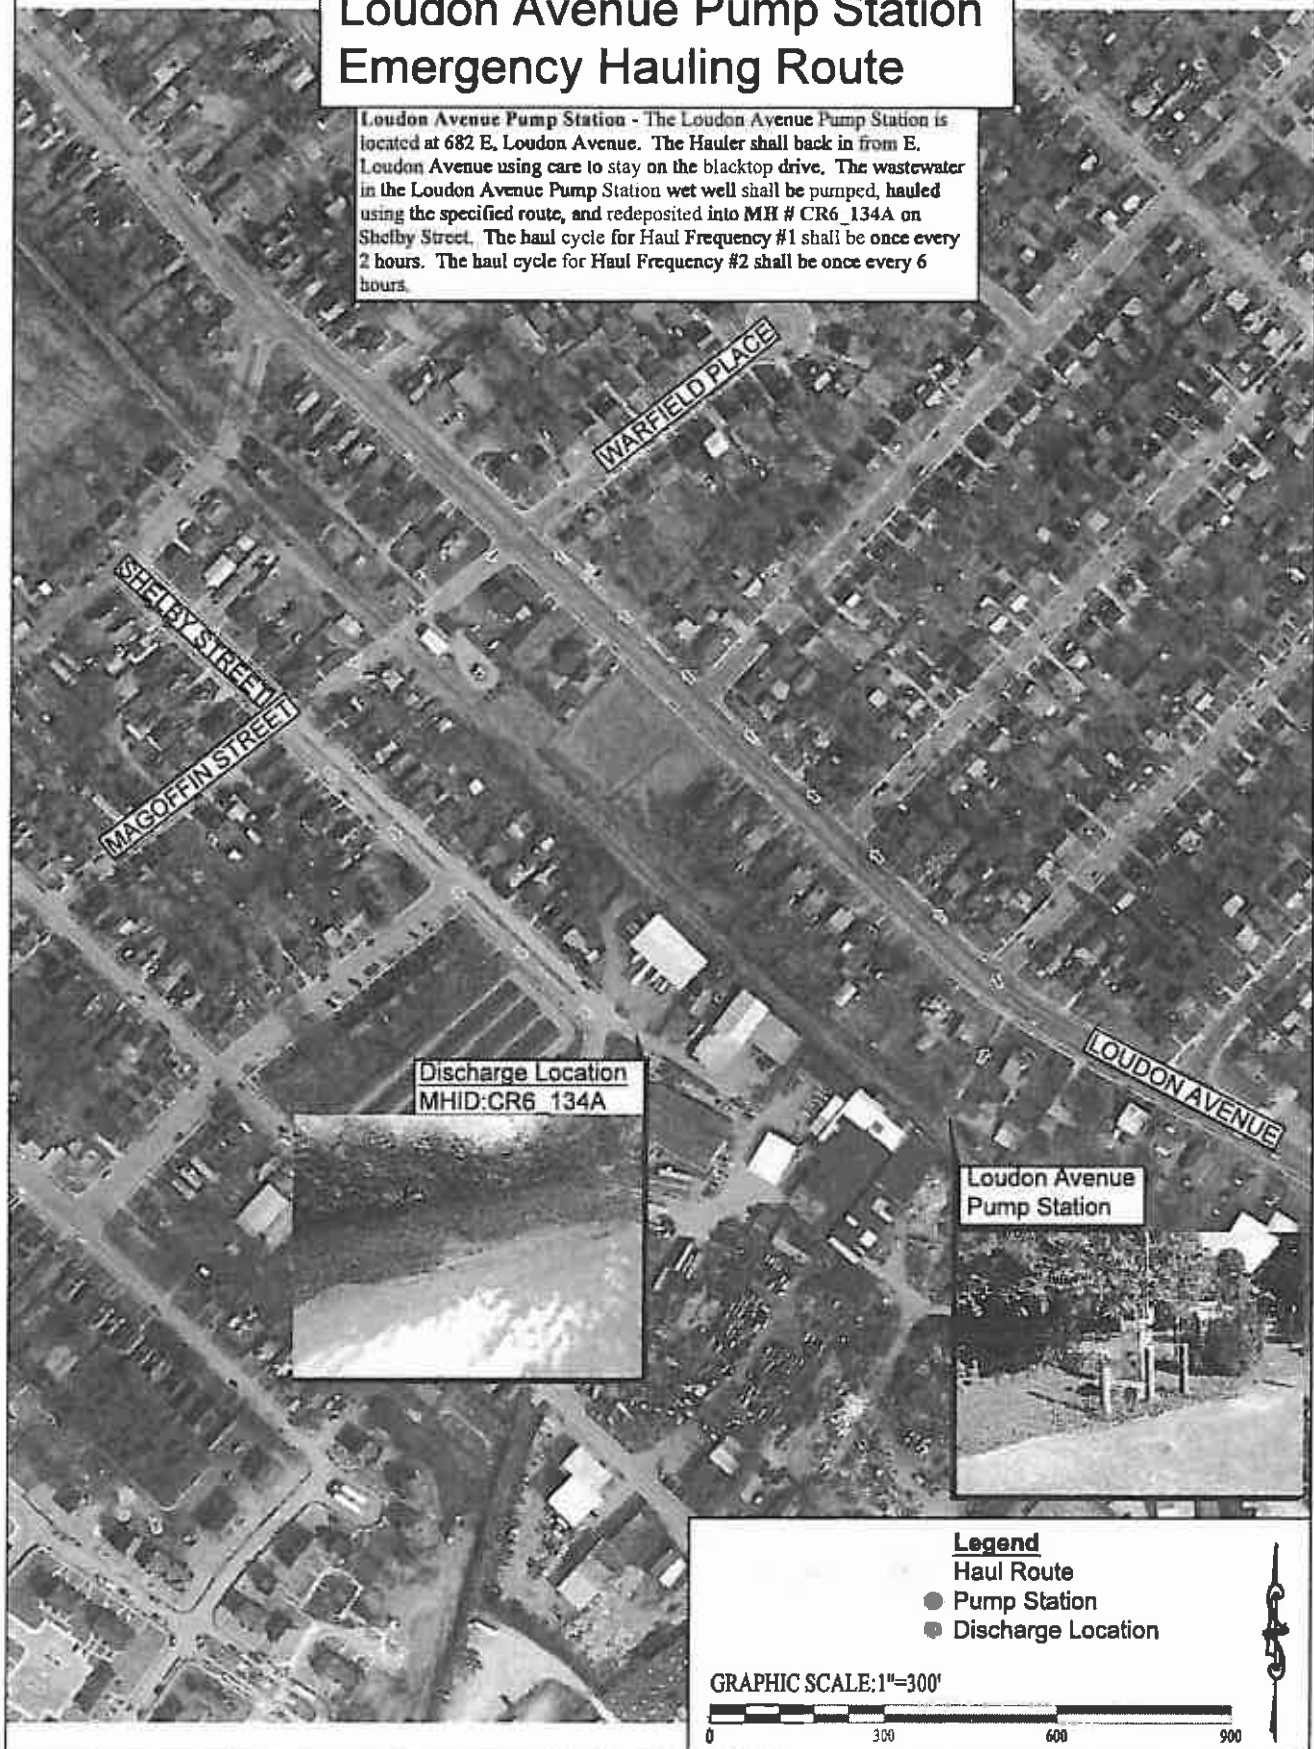 Loudon Avenue Pump Station
Emergency Hauling Route
Loudon Avenue Pump Station - The Loudon Avenue Pump Station is
located at 682 E. Loudon Avenue. The Hauler shall back in from E.
Loudon Avenue using care to stay on the blacktop drive. The wastewater
in the Loudon Avenue Pump Station wet well shall be pumped, hauled
using the specified route, and redeposited into MH # CR6_134A on
Shelby Street. The haul cycle for Haul Frequency #1 shall be once every
2 hours. The haul cycle for Haul Frequency #2 shall be once every 6
hours.
WARFIELD PLACE
SHELBY STREET
MAGOFFIN STREET
LOUDON AVENUE
Discharge Location
MHID:CR6_134A
Loudon Avenue
Pump Station
Legend
Haul Route
Pump Station
Discharge Location
GRAPHIC SCALE:1"=300'
0 300 600 900